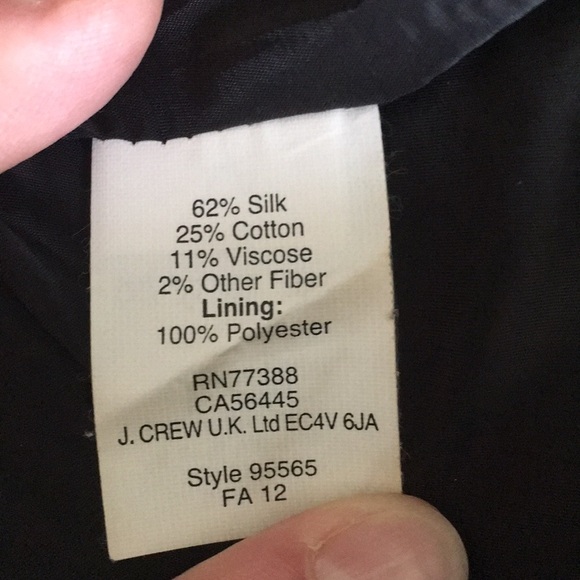 62% Silk
25% Cotton
11% Viscose
2% Other Fiber
Lining:
100% Polyester
RN77388
CA56445
J. CREW U.K. Ltd EC4V 6JA
Style 95565
FA 12